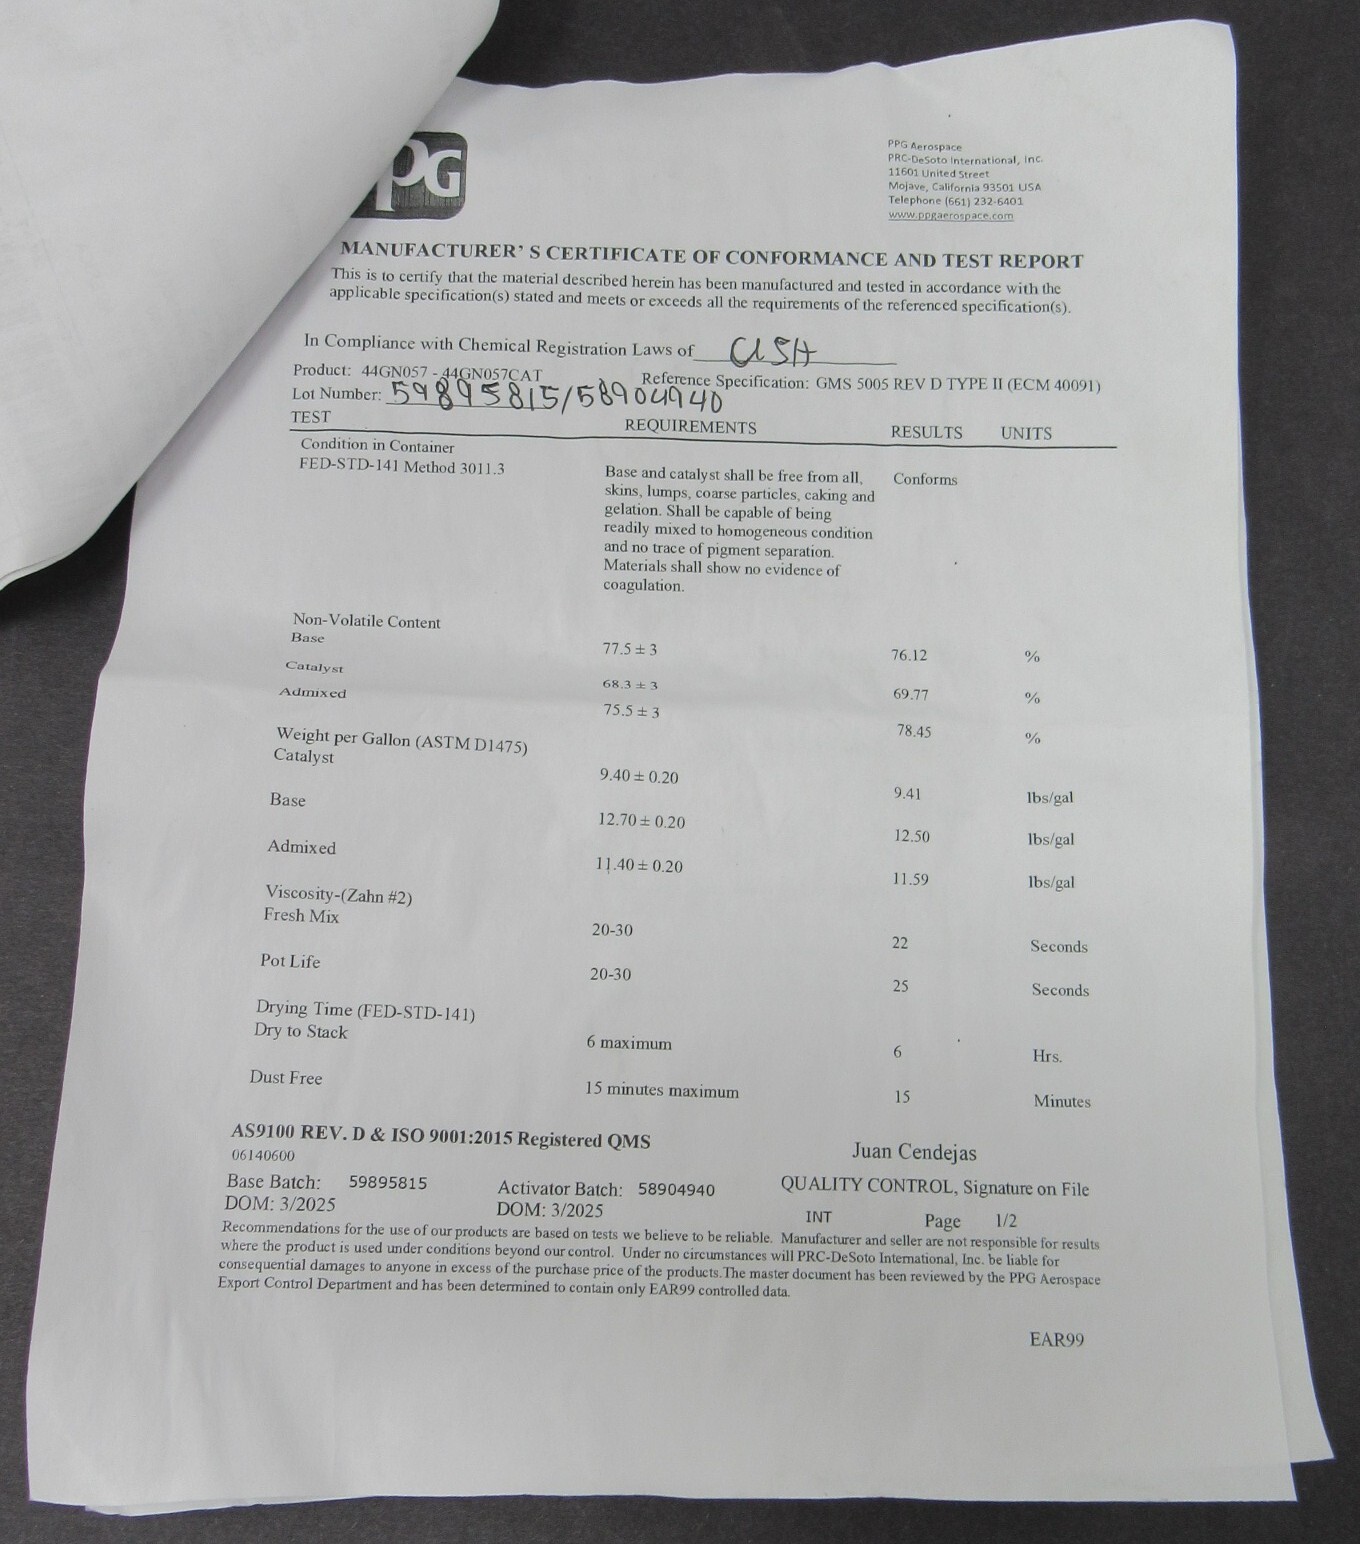 PPG
PPG Aerospace
PRC-DeSoto International, Inc.
11601 United Street
Mojave, California 93501 USA
Telephone (661) 232-6401
www.ppgaerospace.com
MANUFACTURER' S CERTIFICATE OF CONFORMANCE AND TEST REPORT
This is to certify that the material described herein has been manufactured and tested in accordance with the
applicable specification(s) stated and meets or exceeds all the requirements of the referenced specification(s).
In Compliance with Chemical Registration Laws of USA
Product: 44GN057 - 44GN057CAT Reference Specification: GMS 5005 REV D TYPE II (ECM 40091)
Lot Number: 59895815/58904940
TEST REQUIREMENTS RESULTS UNITS
Condition in Container
FED-STD-141 Method 3011.3 Base and catalyst shall be free from all, Conforms
skins, lumps, coarse particles, caking and
gelation. Shall be capable of being
readily mixed to homogeneous condition
and no trace of pigment separation.
Materials shall show no evidence of
coagulation.
Non-Volatile Content
Base 77.5 ± 3 76.12 %
Catalyst 68.3 ± 3 69.77 %
Admixed 75.5 ± 3 78.45 %
Weight per Gallon (ASTM D1475)
Catalyst 9.40 ± 0.20 9.41 lbs/gal
Base 12.70 ± 0.20 12.50 lbs/gal
Admixed 11.40 ± 0.20 11.59 lbs/gal
Viscosity-(Zahn #2)
Fresh Mix 20-30 22 Seconds
Pot Life 20-30 25 Seconds
Drying Time (FED-STD-141)
Dry to Stack 6 maximum 6 Hrs.
Dust Free 15 minutes maximum 15 Minutes
AS9100 REV. D & ISO 9001:2015 Registered QMS
06140600 Juan Cendejas
Base Batch: 59895815 Activator Batch: 58904940 QUALITY CONTROL, Signature on File
DOM: 3/2025 DOM: 3/2025 INT Page 1/2
Recommendations for the use of our products are based on tests we believe to be reliable. Manufacturer and seller are not responsible for results
where the product is used under conditions beyond our control. Under no circumstances will PRC-DeSoto International, Inc. be liable for
consequential damages to anyone in excess of the purchase price of the products.The master document has been reviewed by the PPG Aerospace
Export Control Department and has been determined to contain only EAR99 controlled data.
EAR99